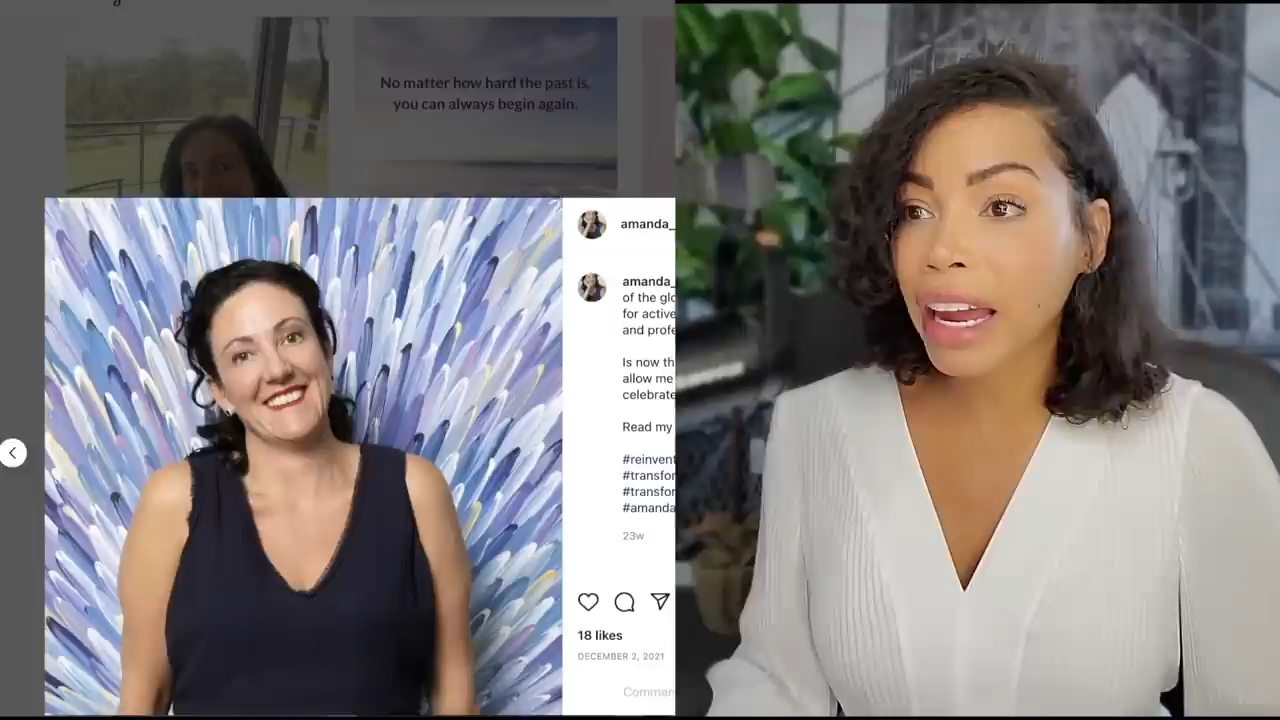 No matter how hard the past is,
you can always begin again.
amanda_
amanda_
of the glo
for active
and profe
Is now th
allow me
celebrate
Read my
#reinvent
#transfor
#transfor
#amanda
23w
18 likes
DECEMBER 2, 2021
Commen